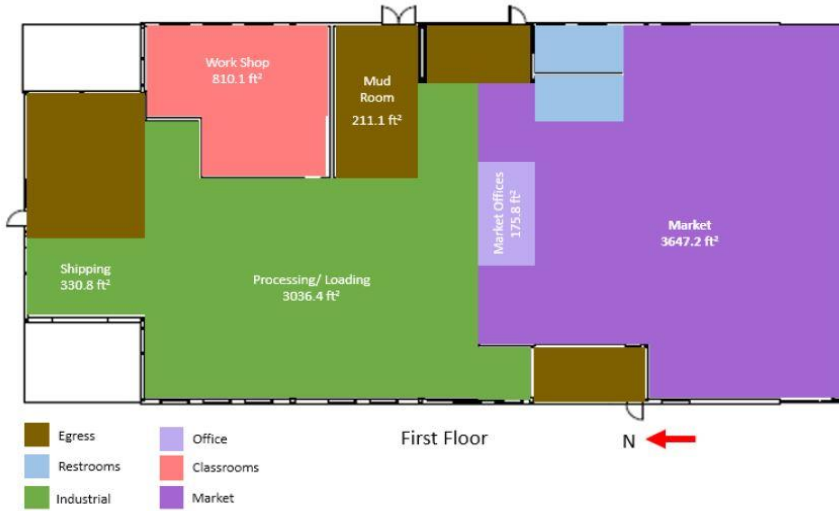 Work Shop
810.1 ft²
Mud
Room
211.1 ft²
Market Offices
175.8 ft²
Market
3647.2 ft²
Shipping
330.8 ft²
Processing/ Loading
3036.4 ft²
Egress
Office
First Floor
N
Restrooms
Classrooms
Industrial
Market